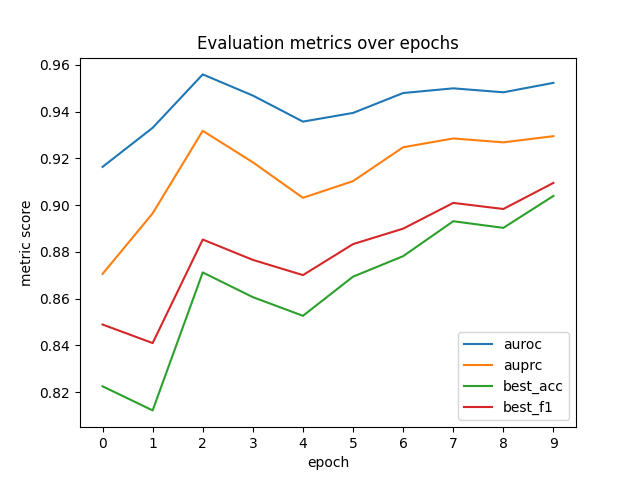 Evaluation metrics over epochs
metric score
0.96
0.94
0.92
0.90
0.88
0.86
0.84
0.82
auroc
auprc
best_acc
best_f1
0 1 2 3 4 5 6 7 8 9
epoch